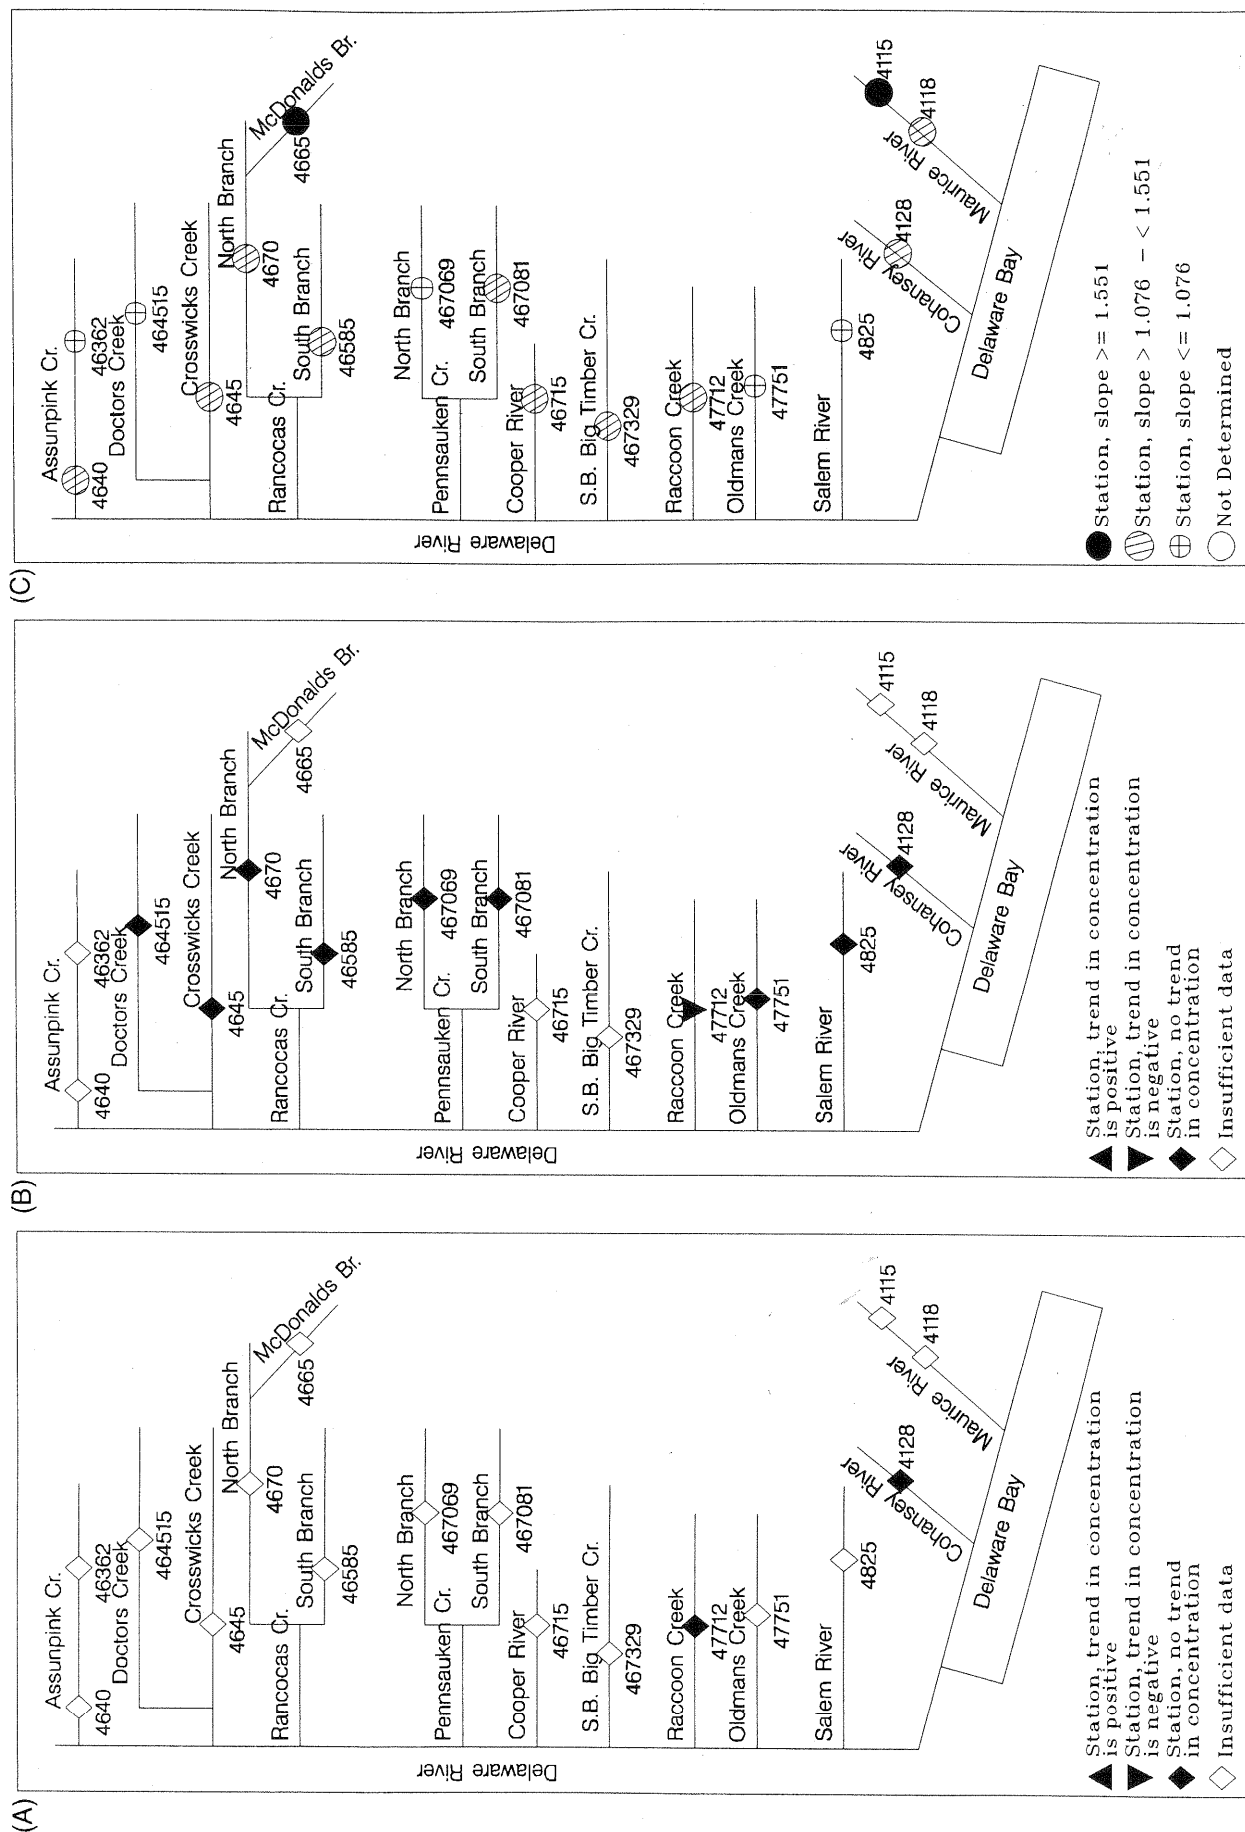 (A)
Assunpink Cr.
4640
46362
Doctors Creek
464515
Crosswicks Creek
4645
North Branch
4670
McDonalds Br.
4665
Rancocas Cr.
South Branch
46585
North Branch
467069
Pennsauken Cr.
South Branch
467081
Cooper River
46715
S.B. Big Timber Cr.
467329
Raccoon Creek
47712
Oldmans Creek
47751
Salem River
4825
Cohansey River
4128
Maurice River
4118
4115
Delaware River
Delaware Bay
Station, trend in concentration
is positive
Station, trend in concentration
is negative
Station, no trend
in concentration
Insufficient data
(B)
Assunpink Cr.
4640
46362
Doctors Creek
464515
Crosswicks Creek
4645
North Branch
4670
McDonalds Br.
4665
Rancocas Cr.
South Branch
46585
North Branch
467069
Pennsauken Cr.
South Branch
467081
Cooper River
46715
S.B. Big Timber Cr.
467329
Raccoon Creek
47712
Oldmans Creek
47751
Salem River
4825
Cohansey River
4128
Maurice River
4118
4115
Delaware River
Delaware Bay
Station, trend in concentration
is positive
Station, trend in concentration
is negative
Station, no trend
in concentration
Insufficient data
(C)
Assunpink Cr.
4640
46362
Doctors Creek
464515
Crosswicks Creek
4645
North Branch
4670
McDonalds Br.
4665
Rancocas Cr.
South Branch
46585
North Branch
467069
Pennsauken Cr.
South Branch
467081
Cooper River
46715
S.B. Big Timber Cr.
467329
Raccoon Creek
47712
Oldmans Creek
47751
Salem River
4825
Cohansey River
4128
Maurice River
4118
4115
Delaware River
Delaware Bay
Station, slope >= 1.551
Station, slope > 1.076 - < 1.551
Station, slope <= 1.076
Not Determined